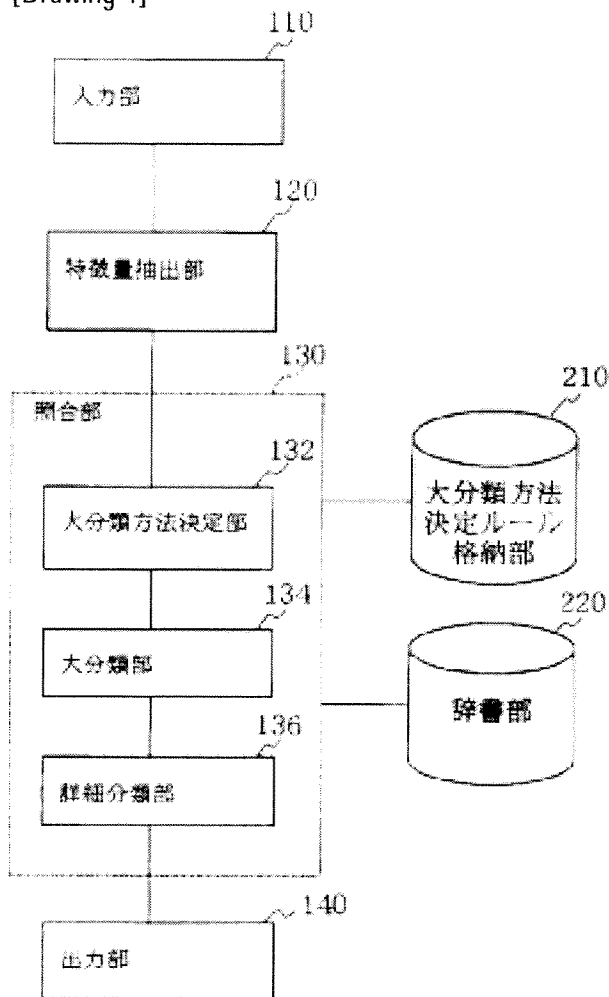 110
入力部
120
特徴量抽出部
130
照合部
210
132
大分類方法決定部
大分類方法
決定ルール
格納部
134
大分類部
220
辞書部
136
詳細分類部
140
出力部